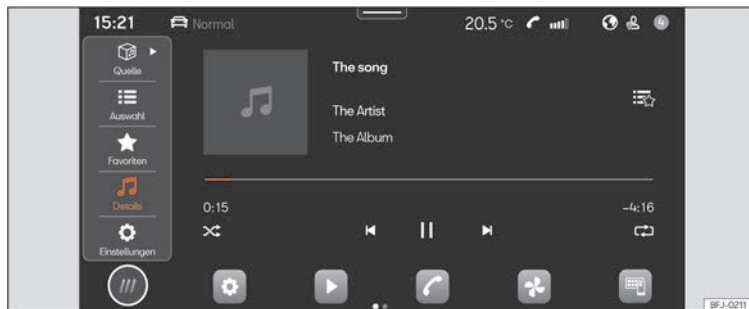 15:21 Normal 20.5 °C 4
Quelle
Auswahl
Favoriten
Details
Einstellungen
The song
The Artist
The Album
0:15 -4:16
BFJ-0211